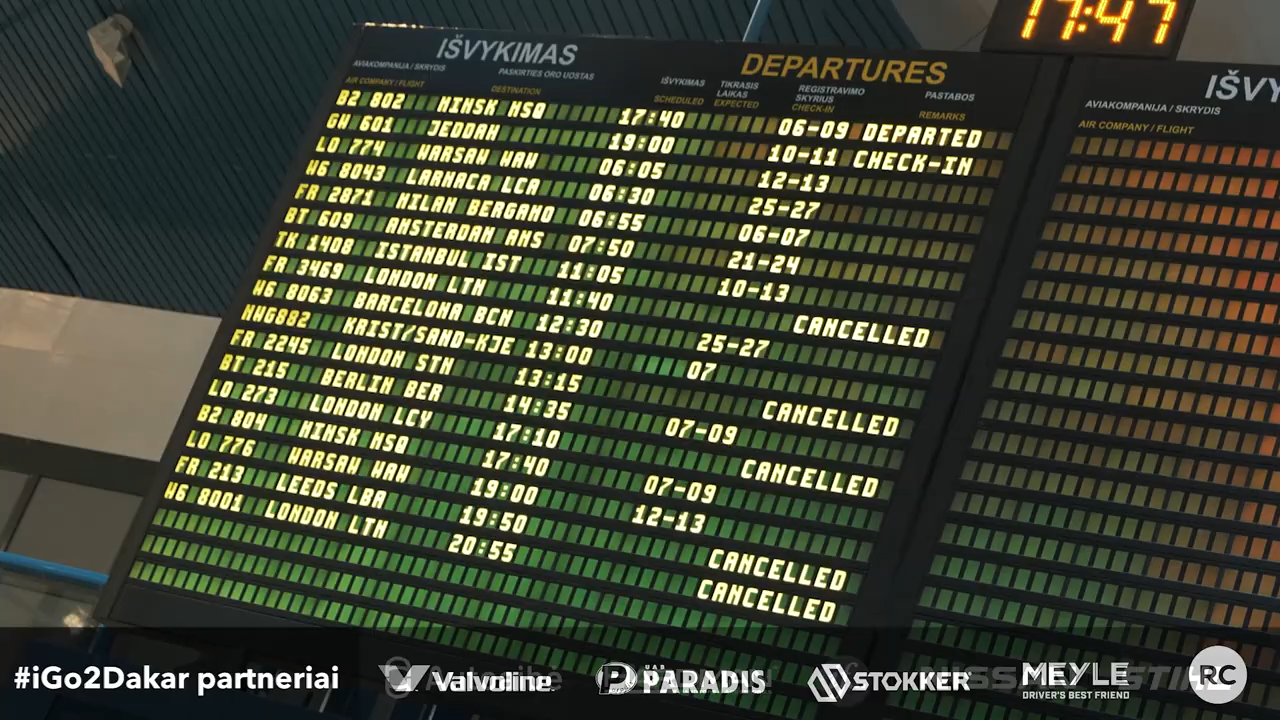 17:47
IŠVYKIMAS DEPARTURES
AVIAKOMPANIJA / SKRYDIS PASKIRTIES ORO UOSTAS IŠVYKIMAS TIKRASIS LAIKAS REGISTRAVIMO SKYRIUS PASTABOS
AIR COMPANY / FLIGHT DESTINATION SCHEDULED EXPECTED CHECK-IN REMARKS
B2 802 MINSK MSQ 17:40 06-09 DEPARTED
GW 601 JEDDAH 19:00 10-11 CHECK-IN
LO 774 WARSAW WAW 06:05 12-13
W6 8043 LARNACA LCA 06:30 25-27
FR 2871 MILAN BERGAMO 06:55 06-07
BT 609 AMSTERDAM AMS 07:50 21-24
TK 1408 ISTANBUL IST 11:05 10-13
FR 3469 LONDON LTN 11:40 CANCELLED
W6 8063 BARCELONA BCN 12:30 25-27
KRIST/SAND-KJE 13:00 07
FR 2245 LONDON STN 13:15 CANCELLED
BT 215 BERLIN BER 14:35 07-09
LO 273 LONDON LCY 17:10 CANCELLED
B2 804 MINSK MSQ 17:40 07-09
LO 776 WARSAW WAW 19:00 12-13
FR 213 LEEDS LBA 19:50 CANCELLED
W6 8001 LONDON LTN 20:55 CANCELLED
AVIAKOMPANIJA / SKRYDIS
AIR COMPANY / FLIGHT
#iGo2Dakar partneriai
Valvoline
UAB PARADIS
STOKKER
MEYLE
DRIVER'S BEST FRIEND
RC